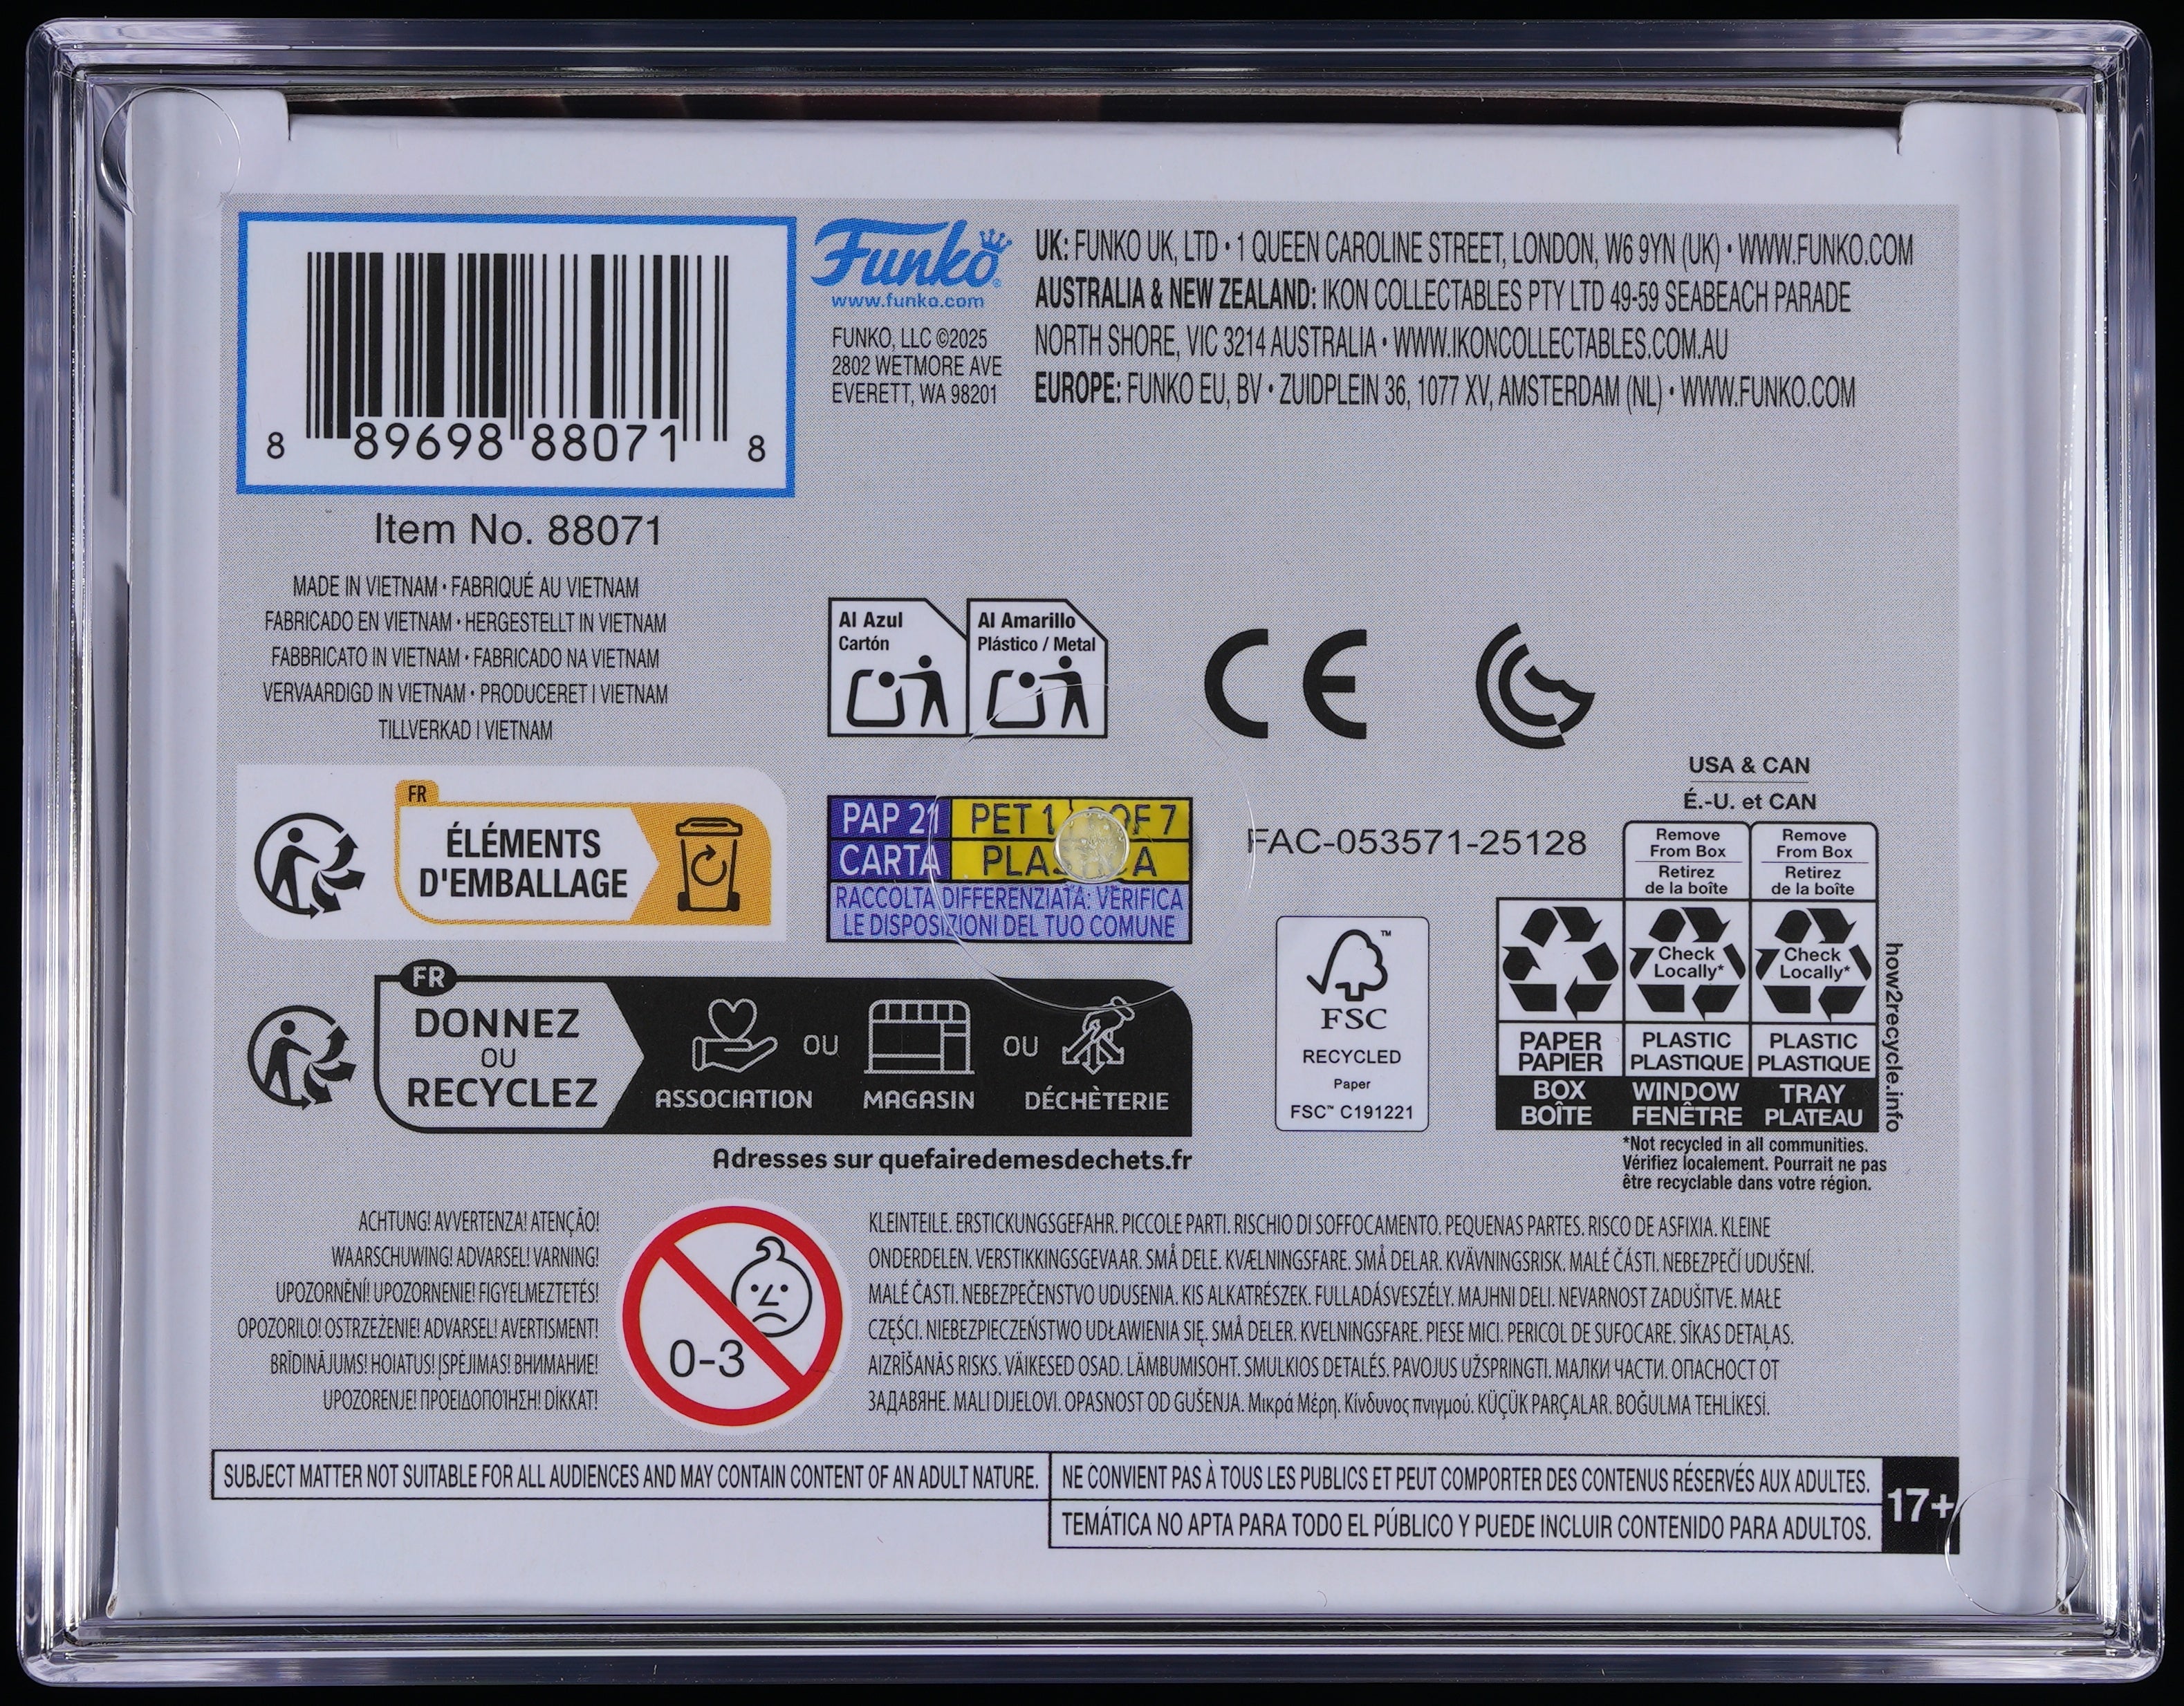 8 89698 88071 8
Item No. 88071
Funko
www.funko.com
FUNKO, LLC ©2025
2802 WETMORE AVE
EVERETT, WA 98201
UK: FUNKO UK, LTD • 1 QUEEN CAROLINE STREET, LONDON, W6 9YN (UK) • WWW.FUNKO.COM
AUSTRALIA & NEW ZEALAND: IKON COLLECTABLES PTY LTD 49-59 SEABEACH PARADE
NORTH SHORE, VIC 3214 AUSTRALIA • WWW.IKONCOLLECTABLES.COM.AU
EUROPE: FUNKO EU, BV • ZUIDPLEIN 36, 1077 XV, AMSTERDAM (NL) • WWW.FUNKO.COM
MADE IN VIETNAM • FABRIQUÉ AU VIETNAM
FABRICADO EN VIETNAM • HERGESTELLT IN VIETNAM
FABBRICATO IN VIETNAM • FABRICADO NA VIETNAM
VERVAARDIGD IN VIETNAM • PRODUCERET I VIETNAM
TILLVERKAD I VIETNAM
Al Azul
Cartón
Al Amarillo
Plástico / Metal
CE
FR
ÉLÉMENTS
D'EMBALLAGE
PAP 21
CARTA
PET 1
RACCOLTA DIFFERENZIATA: VERIFICA
LE DISPOSIZIONI DEL TUO COMUNE
FAC-053571-25128
FR
DONNEZ
OU
RECYCLEZ
ASSOCIATION
OU
MAGASIN
OU
DÉCHÈTERIE
Adresses sur quefairedemesdechets.fr
FSC
RECYCLED
Paper
FSC™ C191221
USA & CAN
É.-U. et CAN
Remove
From Box
Retirez
de la boîte
Remove
From Box
Retirez
de la boîte
Check
Locally*
Check
Locally*
PAPER
PAPIER
PLASTIC
PLASTIQUE
PLASTIC
PLASTIQUE
BOX
BOÎTE
WINDOW
FENÊTRE
TRAY
PLATEAU
how2recycle.info
*Not recycled in all communities.
Vérifiez localement. Pourrait ne pas
être recyclable dans votre région.
ACHTUNG! AVVERTENZA! ATENÇÃO!
WAARSCHUWING! ADVARSEL! VARNING!
UPOZORNĚNÍ! UPOZORNENIE! FIGYELMEZTETÉS!
OPOZORILO! OSTRZEŻENIE! ADVARSEL! AVERTISMENT!
BRĪDINĀJUMS! HOIATUS! ĮSPĖJIMAS! ВНИМАНИЕ!
UPOZORENJE! ΠΡΟΕΙΔΟΠΟΊΗΣΗ! DİKKAT!
0-3
KLEINTEILE. ERSTICKUNGSGEFAHR. PICCOLE PARTI. RISCHIO DI SOFFOCAMENTO. PEQUENAS PARTES. RISCO DE ASFIXIA. KLEINE
ONDERDELEN. VERSTIKKINGSGEVAAR. SMÅ DELE. KVÆLNINGSFARE. SMÅ DELAR. KVÄVNINGSRISK. MALÉ ČÁSTI. NEBEZPEČÍ UDUŠENÍ.
MALÉ ČASTI. NEBEZPEČENSTVO UDUSENIA. KIS ALKATRÉSZEK. FULLADÁSVESZÉLY. MAJHNI DELI. NEVARNOST ZADUŠITVE. MAŁE
CZĘŚCI. NIEBEZPIECZEŃSTWO UDŁAWIENIA SIĘ. SMÅ DELER. KVELNINGSFARE. PIESE MICI. PERICOL DE SUFOCARE. SĪKAS DETAĻAS.
AIZRĪŠANĀS RISKS. VÄIKESED OSAD. LÄMBUMISOHT. SMULKIOS DETALĖS. PAVOJUS UŽSPRINGTI. МАЛКИ ЧАСТИ. ОПАСНОСТ ОТ
ЗАДАВЯНЕ. MALI DIJELOVI. OPASNOST OD GUŠENJA. Μικρά Μέρη. Κίνδυνος πνιγμού. KÜÇÜK PARÇALAR. BOĞULMA TEHLİKESİ.
SUBJECT MATTER NOT SUITABLE FOR ALL AUDIENCES AND MAY CONTAIN CONTENT OF AN ADULT NATURE.
NE CONVIENT PAS À TOUS LES PUBLICS ET PEUT COMPORTER DES CONTENUS RÉSERVÉS AUX ADULTES.
TEMÁTICA NO APTA PARA TODO EL PÚBLICO Y PUEDE INCLUIR CONTENIDO PARA ADULTOS.
17+